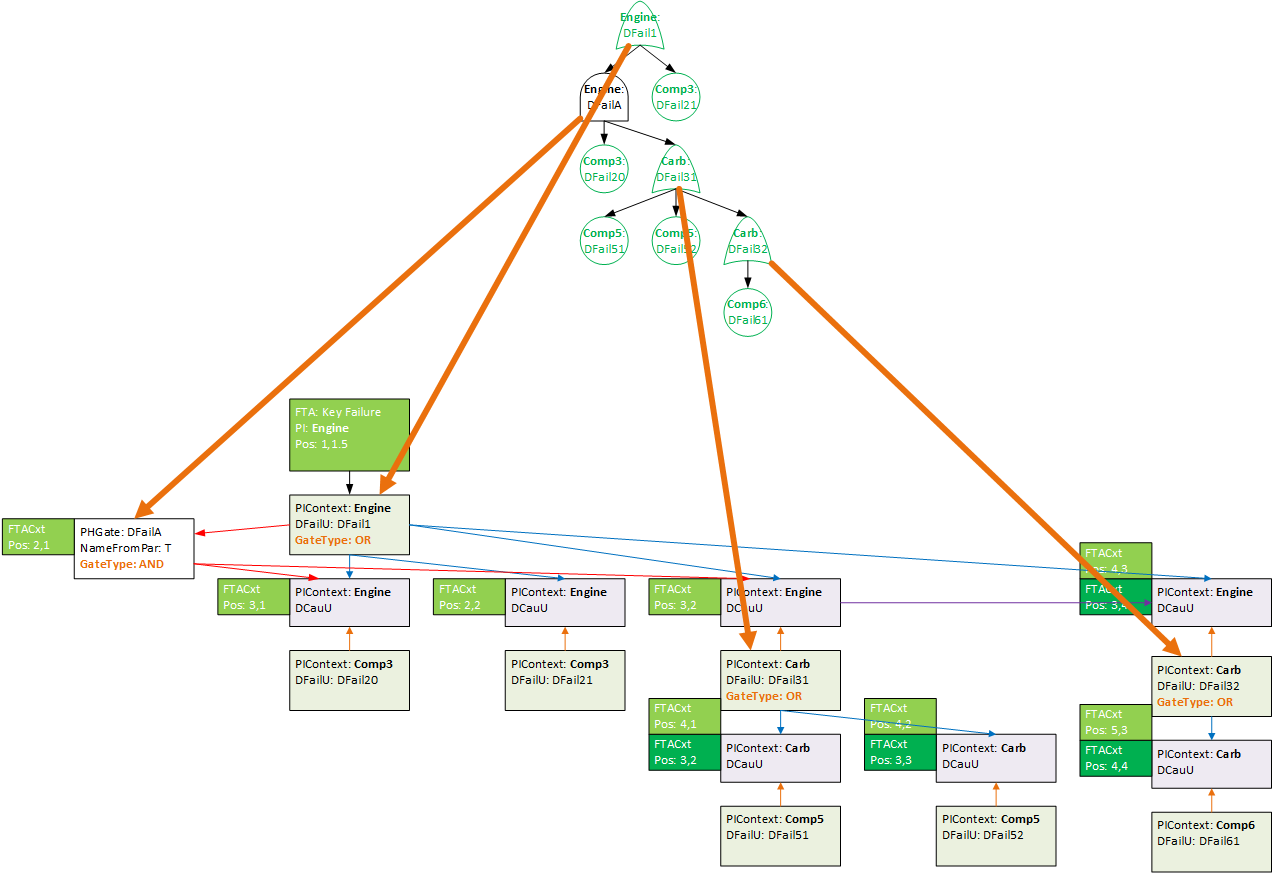 Engine:
DFail1
Engine:
DFailA
Comp3:
DFail21
Comp3:
DFail20
Carb:
DFail31
Comp5:
DFail51
Comp5:
DFail52
Carb:
DFail32
Comp6:
DFail61
FTA: Key Failure
PI: Engine
Pos: 1,1.5
PIContext: Engine
DFailU: DFail1
GateType: OR
FTACxt
Pos: 2,1
PHGate: DFailA
NameFromPar: T
GateType: AND
FTACxt
Pos: 3,1
PIContext: Engine
DCauU
FTACxt
Pos: 2,2
PIContext: Engine
DCauU
FTACxt
Pos: 3,2
PIContext: Engine
DCauU
FTACxt
Pos: 4,3
FTACxt
Pos: 3,4
PIContext: Engine
DCauU
PIContext: Comp3
DFailU: DFail20
PIContext: Comp3
DFailU: DFail21
PIContext: Carb
DFailU: DFail31
GateType: OR
PIContext: Carb
DFailU: DFail32
GateType: OR
FTACxt
Pos: 4,1
FTACxt
Pos: 3,2
PIContext: Carb
DCauU
FTACxt
Pos: 4,2
FTACxt
Pos: 3,3
PIContext: Carb
DCauU
FTACxt
Pos: 5,3
FTACxt
Pos: 4,4
PIContext: Carb
DCauU
PIContext: Comp5
DFailU: DFail51
PIContext: Comp5
DFailU: DFail52
PIContext: Comp6
DFailU: DFail61